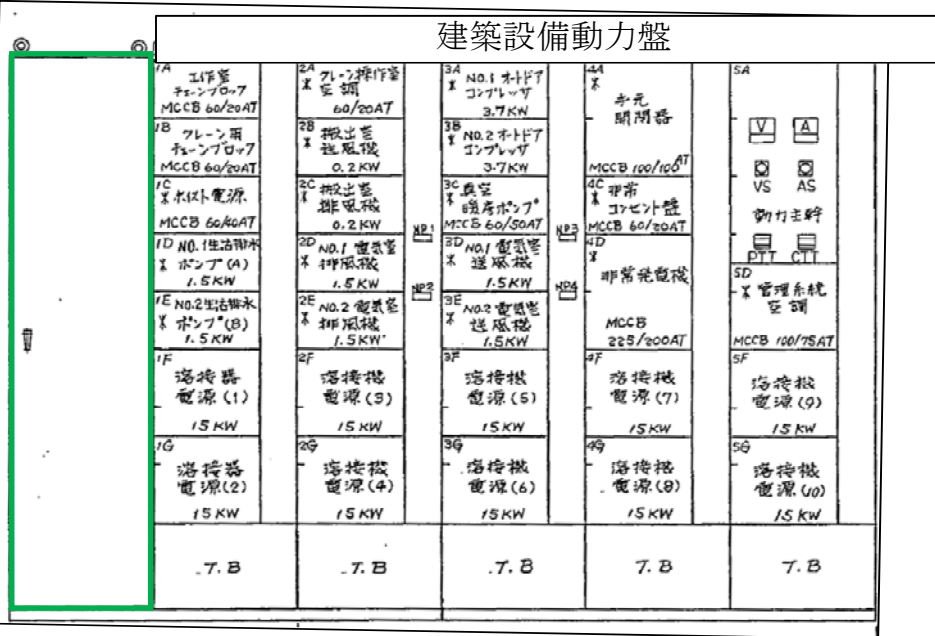 建築設備動力盤
1A
工作室
チェーンブロック
MCCB 60/20AT
1B
クレーン用
チェーンブロック
MCCB 60/20AT
1C
ホイスト電源
MCCB 60/40AT
1D NO.1生活排水
ポンプ(A)
1.5KW
1E NO.2生活排水
ポンプ(B)
1.5KW
1F
溶接器
電源(1)
15KW
1G
溶接器
電源(2)
15KW
T.B
2A クレーン操作室
空調
60/20AT
2B 搬出室
送風機
0.2KW
2C 搬出室
排風機
0.2KW
2D NO.1 電気室
排風機
1.5KW
2E NO.2 電気室
排風機
1.5KW
2F
溶接機
電源(3)
15KW
2G
溶接機
電源(4)
15KW
T.B
NP1
NP2
3A NO.1 オートドア
コンプレッサ
3.7KW
3B NO.2 オートドア
コンプレッサ
3.7KW
3C 真空
暖房ポンプ
MCCB 60/50AT
3D NO.1 電気室
送風機
1.5KW
3E NO.2 電気室
送風機
1.5KW
3F
溶接機
電源(5)
15KW
3G
溶接機
電源(6)
15KW
T.B
NP3
NP4
4A
手元
開閉器
MCCB 100/100AT
4C 非常
コンセント盤
MCCB 60/20AT
4D
非常発電機
MCCB
225/200AT
4F
溶接機
電源(7)
15KW
4G
溶接機
電源(8)
15KW
T.B
5A
V A
VS AS
動力主幹
PTT CTT
5D
管理系統
空調
MCCB 100/75AT
5F
溶接機
電源(9)
15KW
5G
溶接機
電源(10)
15KW
T.B